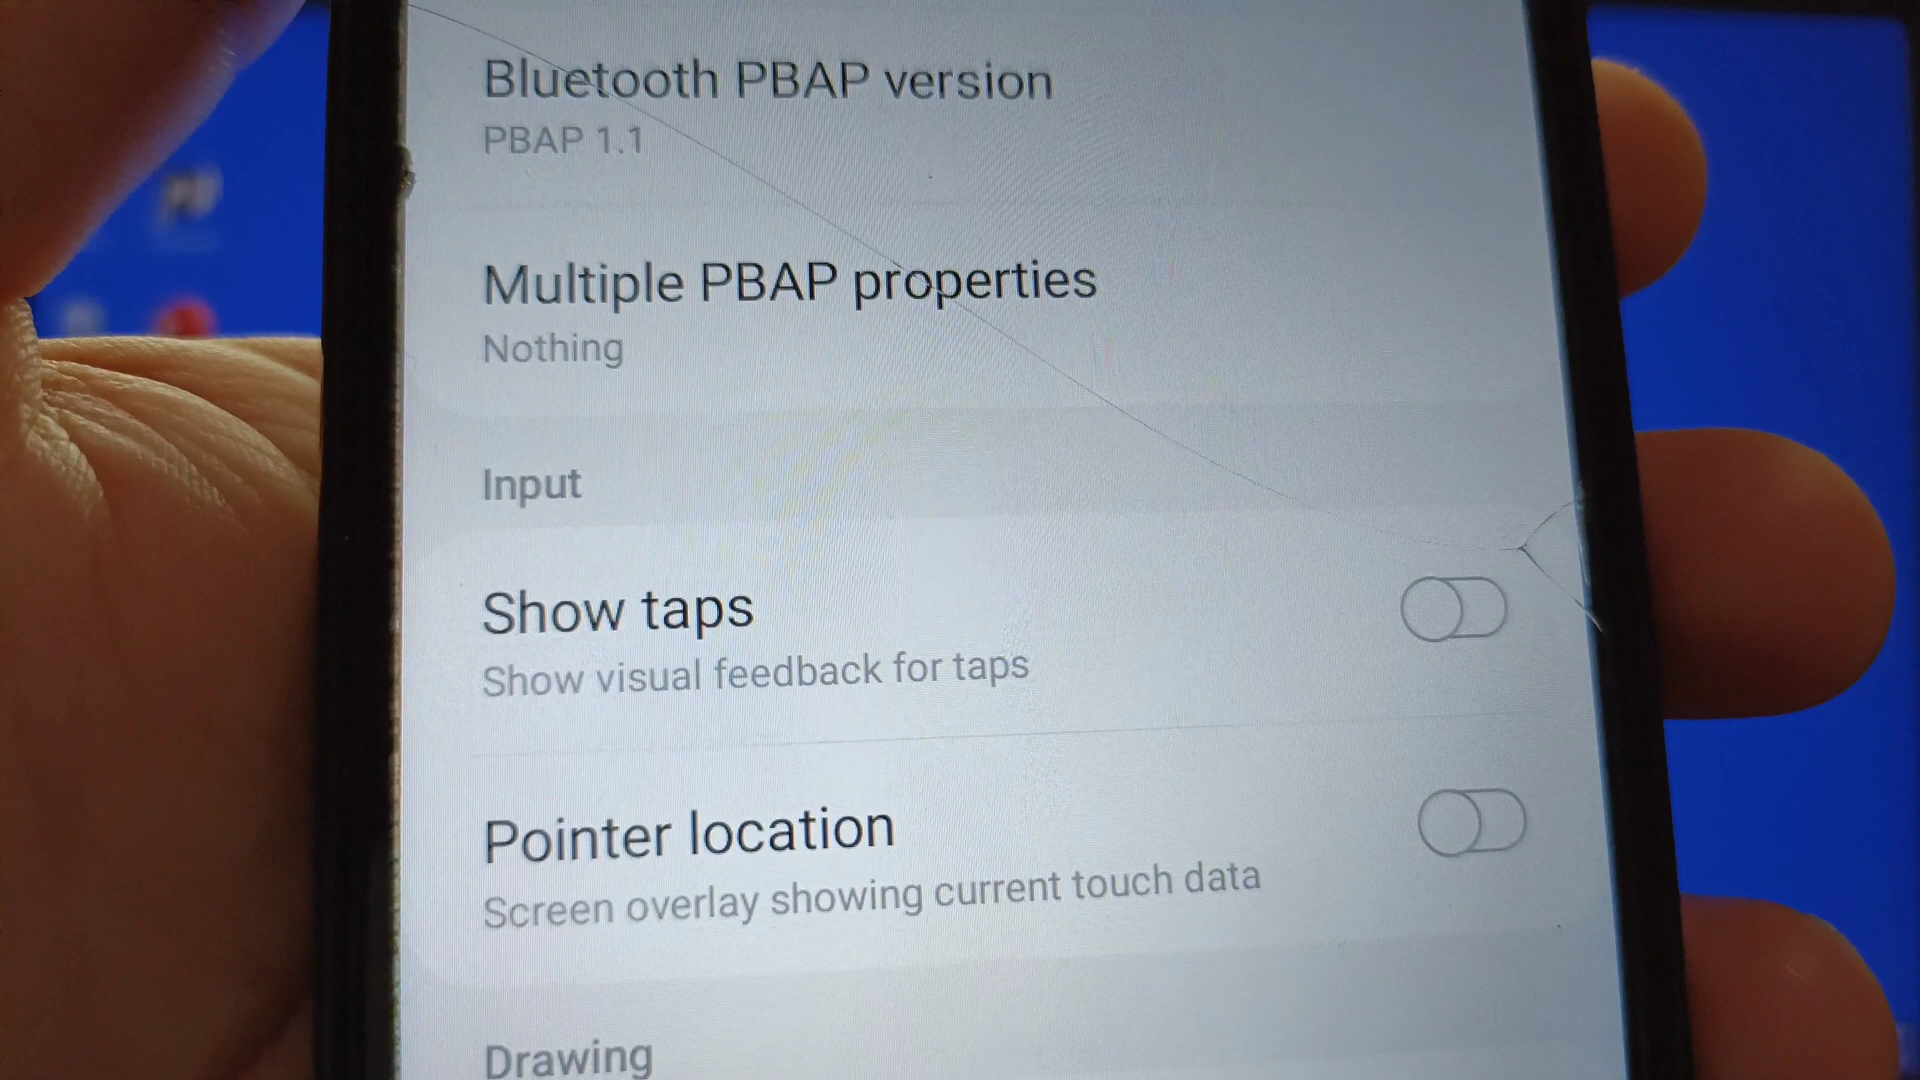 Bluetooth PBAP version
PBAP 1.1
Multiple PBAP properties
Nothing
Input
Show taps
Show visual feedback for taps
Pointer location
Screen overlay showing current touch data
Drawing